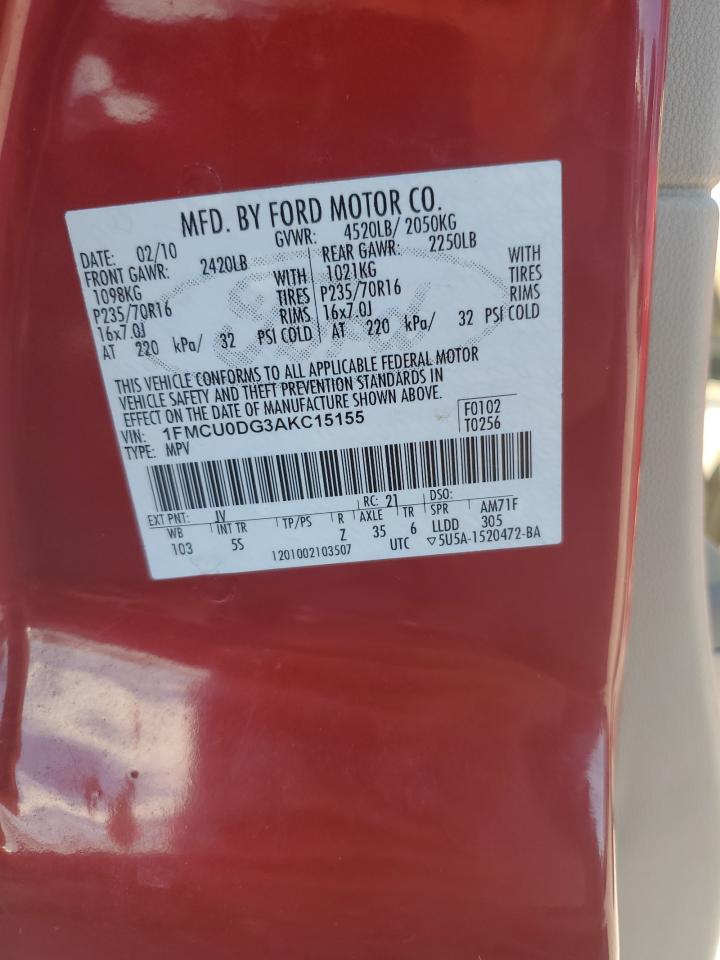 MFD. BY FORD MOTOR CO.
DATE: 02/10 GVWR: 4520LB/ 2050KG
FRONT GAWR: 2420LB REAR GAWR: 2250LB
1098KG WITH 1021KG WITH
P235/70R16 TIRES P235/70R16 TIRES
16x7.0J RIMS 16x7.0J RIMS
AT 220 kPa/ 32 PSI COLD AT 220 kPa/ 32 PSI COLD
THIS VEHICLE CONFORMS TO ALL APPLICABLE FEDERAL MOTOR
VEHICLE SAFETY AND THEFT PREVENTION STANDARDS IN
EFFECT ON THE DATE OF MANUFACTURE SHOWN ABOVE.
VIN: 1FMCU0DG3AKC15155 F0102
TYPE: MPV T0256
EXT PNT: JV RC: 21 DSO:
WB INT TR TP/PS R AXLE TR SPR AM71F
103 5S Z 35 6 LLDD 305
1201002103507 UTC ▽5U5A-1520472-BA